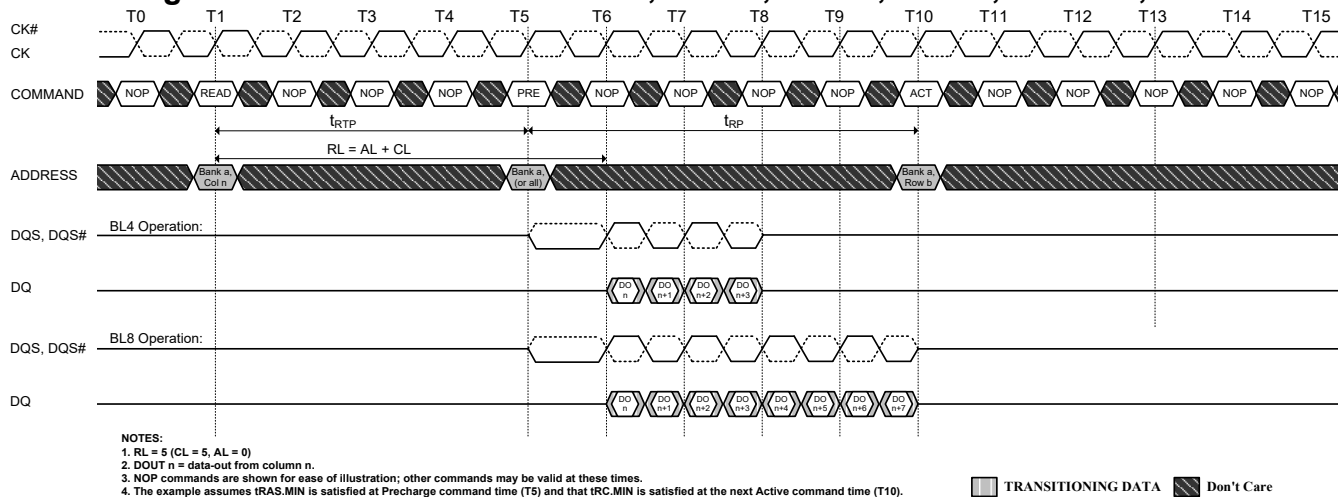 T0 T1 T2 T3 T4 T5 T6 T7 T8 T9 T10 T11 T12 T13 T14 T15
CK#
CK
COMMAND NOP READ NOP NOP NOP PRE NOP NOP NOP NOP ACT NOP NOP NOP NOP NOP
tRTP tRP
RL = AL + CL
ADDRESS Bank a, Col n Bank a, (or all) Bank a, Row b
BL4 Operation:
DQS, DQS#
DQ DO n DO n+1 DO n+2 DO n+3
BL8 Operation:
DQS, DQS#
DQ DO n DO n+1 DO n+2 DO n+3 DO n+4 DO n+5 DO n+6 DO n+7
NOTES:
1. RL = 5 (CL = 5, AL = 0)
2. DOUT n = data-out from column n.
3. NOP commands are shown for ease of illustration; other commands may be valid at these times.
4. The example assumes tRAS.MIN is satisfied at Precharge command time (T5) and that tRC.MIN is satisfied at the next Active command time (T10).
TRANSITIONING DATA Don't Care